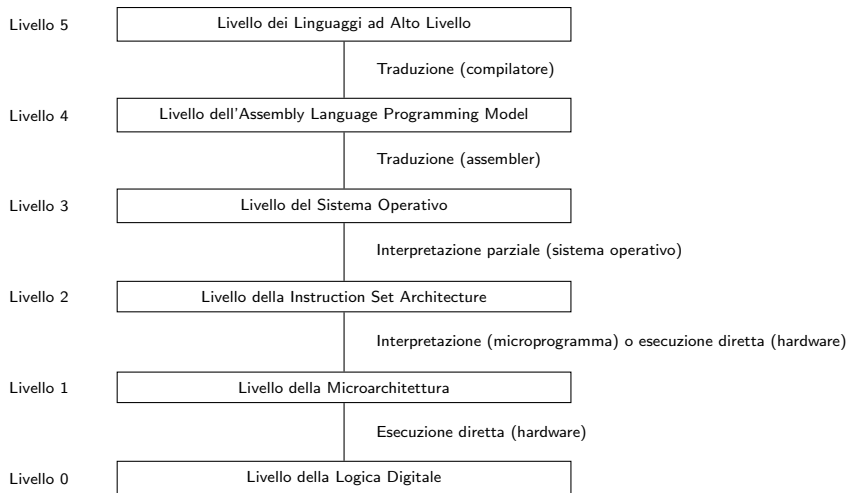 Livello 5 Livello dei Linguaggi ad Alto Livello
Traduzione (compilatore)
Livello 4 Livello dell'Assembly Language Programming Model
Traduzione (assembler)
Livello 3 Livello del Sistema Operativo
Interpretazione parziale (sistema operativo)
Livello 2 Livello della Instruction Set Architecture
Interpretazione (microprogramma) o esecuzione diretta (hardware)
Livello 1 Livello della Microarchitettura
Esecuzione diretta (hardware)
Livello 0 Livello della Logica Digitale